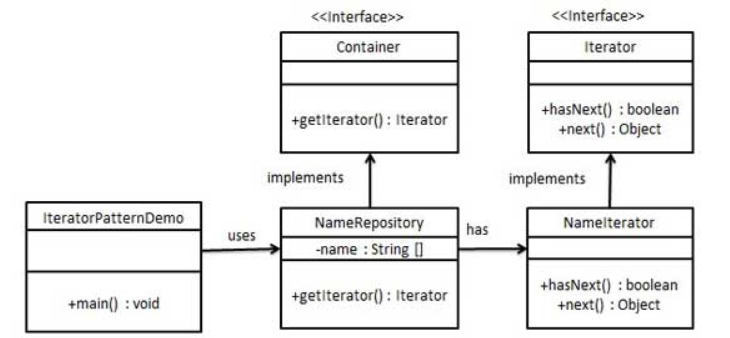 <<Interface>>
Container
+getIterator() : Iterator
<<Interface>>
Iterator
+hasNext() : boolean
+next() : Object
implements
implements
IteratorPatternDemo
+main() : void
uses
NameRepository
-name : String []
+getIterator() : Iterator
has
NameIterator
+hasNext() : boolean
+next() : Object